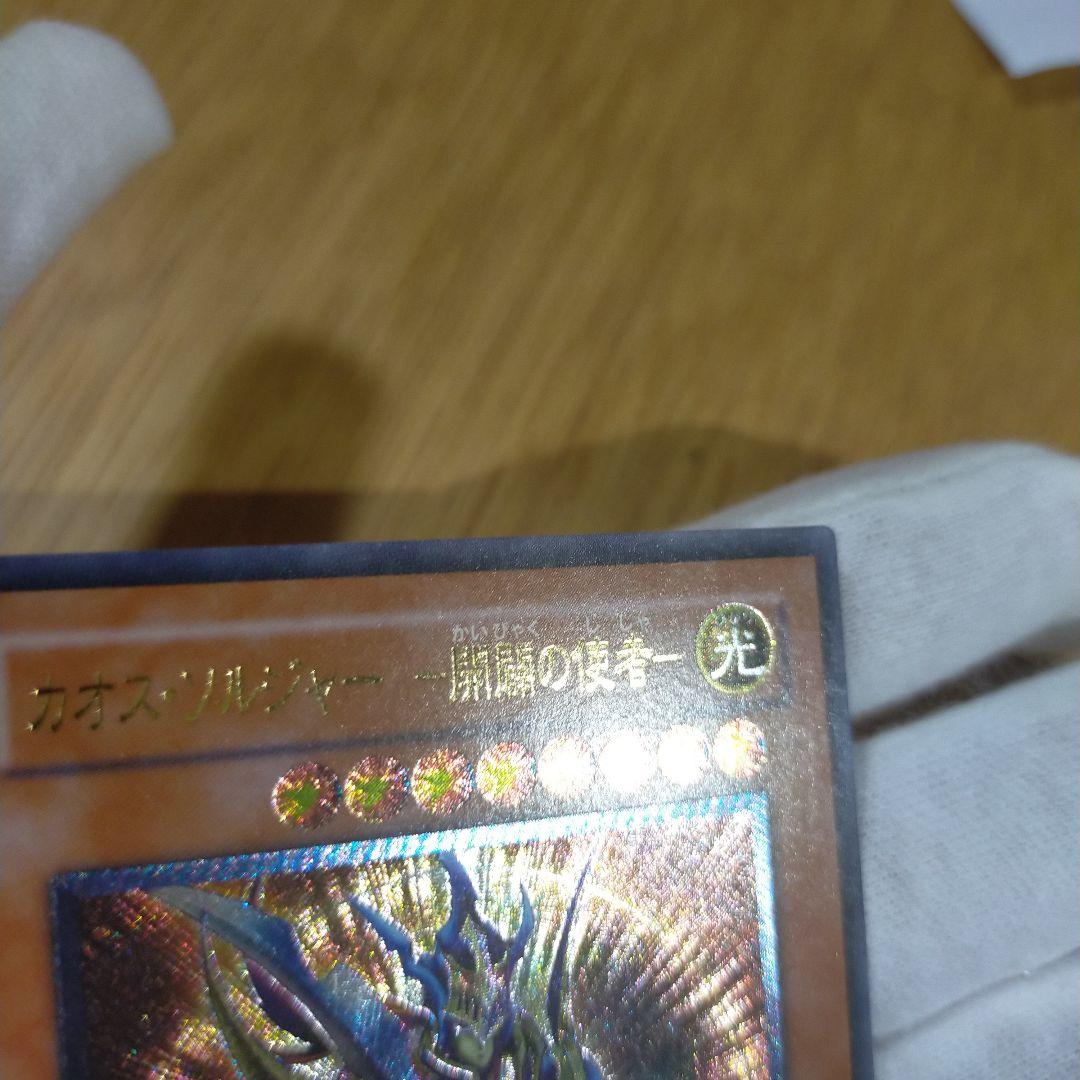 かいびゃく ししゃ
カオス・ソルジャー -開闢の使者-
光